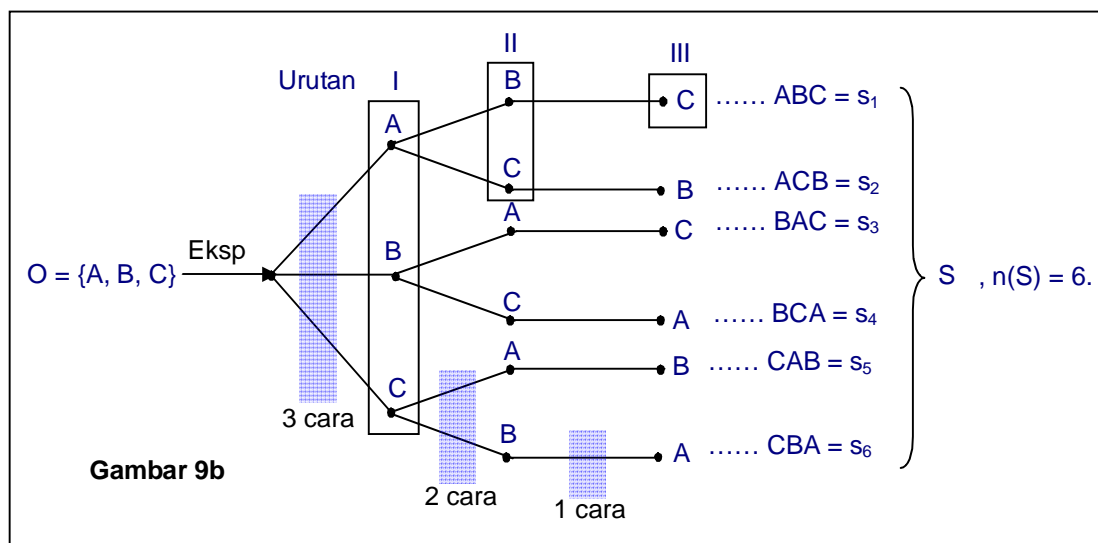 Urutan I II III
A B C …… ABC = s₁
C B …… ACB = s₂
O = {A, B, C} Eksp B A C …… BAC = s₃
S , n(S) = 6.
C A …… BCA = s₄
C A B …… CAB = s₅
B A …… CBA = s₆
3 cara
2 cara
1 cara
Gambar 9b